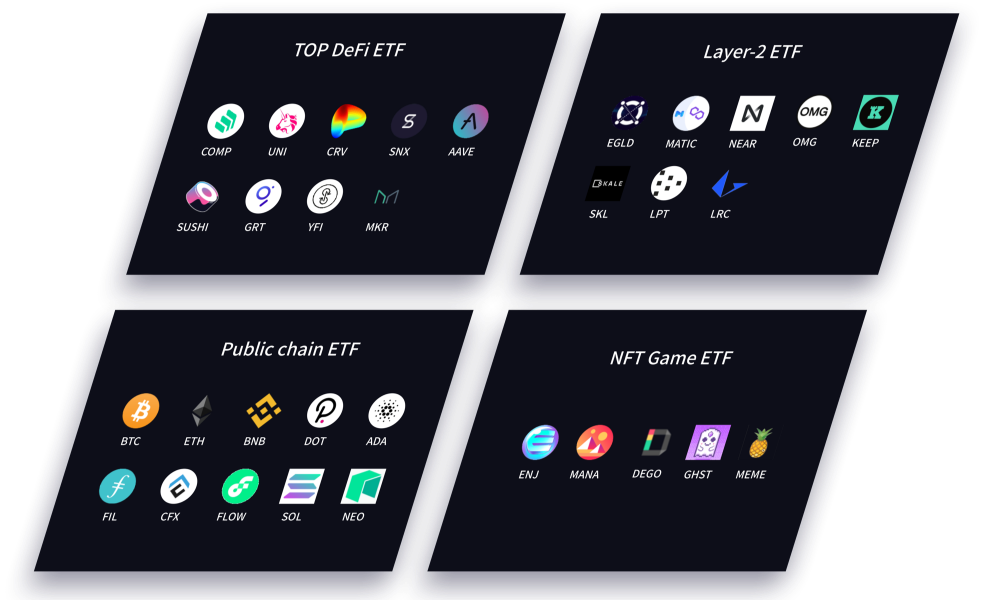 TOP DeFi ETF
COMP UNI CRV SNX AAVE
SUSHI GRT YFI MKR
Layer-2 ETF
OMG
EGLD MATIC NEAR OMG KEEP
SKALE
SKL LPT LRC
Public chain ETF
BTC ETH BNB DOT ADA
FIL CFX FLOW SOL NEO
NFT Game ETF
ENJ MANA DEGO GHST MEME